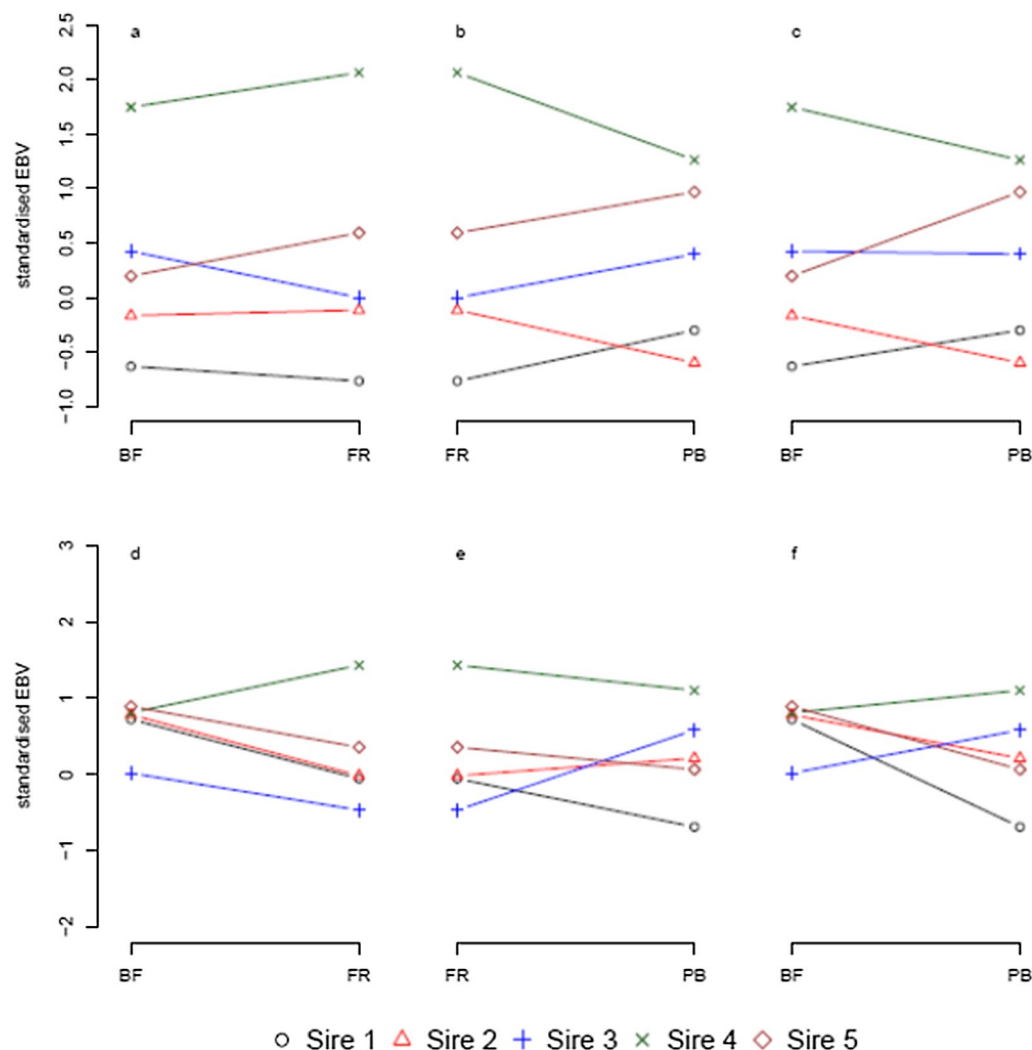 a b c
2.5
2.0
1.5
1.0
0.5
0.0
−0.5
−1.0
standardised EBV
BF FR FR PB BF PB
d e f
3
2
1
0
−1
−2
standardised EBV
BF FR FR PB BF PB
Sire 1 Sire 2 Sire 3 Sire 4 Sire 5